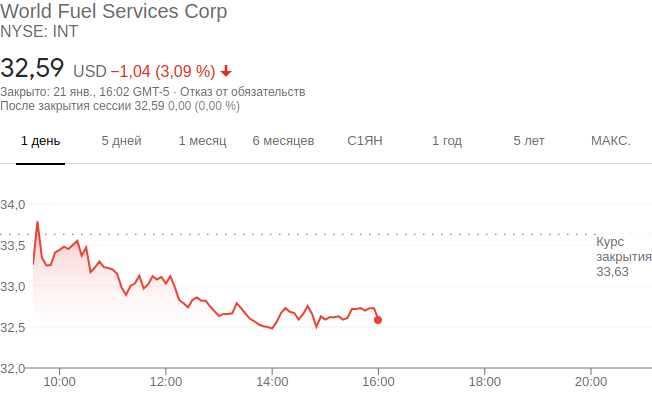 World Fuel Services Corp
NYSE: INT
32,59 USD −1,04 (3,09 %)
Закрыто: 21 янв., 16:02 GMT-5 · Отказ от обязательств
После закрытия сессии 32,59 0,00 (0,00 %)
1 день 5 дней 1 месяц 6 месяцев С1ЯН 1 год 5 лет МАКС.
34,0
33,5
33,0
32,5
32,0
Курс
закрытия
33,63
10:00 12:00 14:00 16:00 18:00 20:00